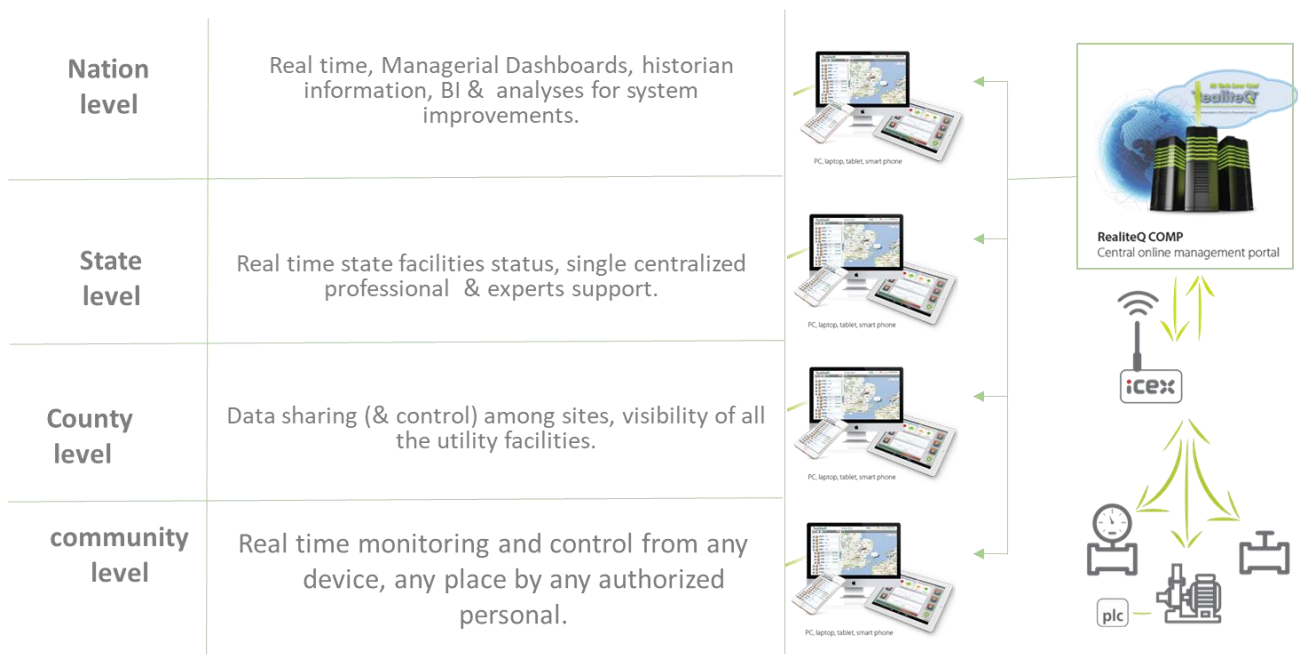 Nation
level
Real time, Managerial Dashboards, historian
information, BI & analyses for system
improvements.
PC, laptop, tablet, smart phone
State
level
Real time state facilities status, single centralized
professional & experts support.
PC, laptop, tablet, smart phone
County
level
Data sharing (& control) among sites, visibility of all
the utility facilities.
PC, laptop, tablet, smart phone
community
level
Real time monitoring and control from any
device, any place by any authorized
personal.
PC, laptop, tablet, smart phone
RealiteQ
RealiteQ COMP
Central online management portal
icex
plc